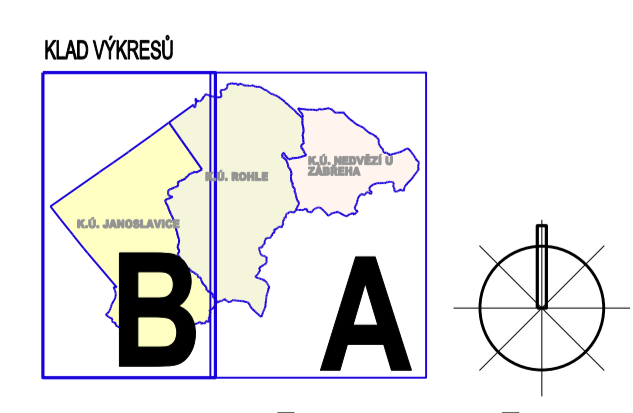 KLAD VÝKRESŮ
K.Ú. NEDVĚZÍ U
ZÁBŘEHA
K.Ú. ROHLE
K.Ú. JANOSLAVICE
B
A